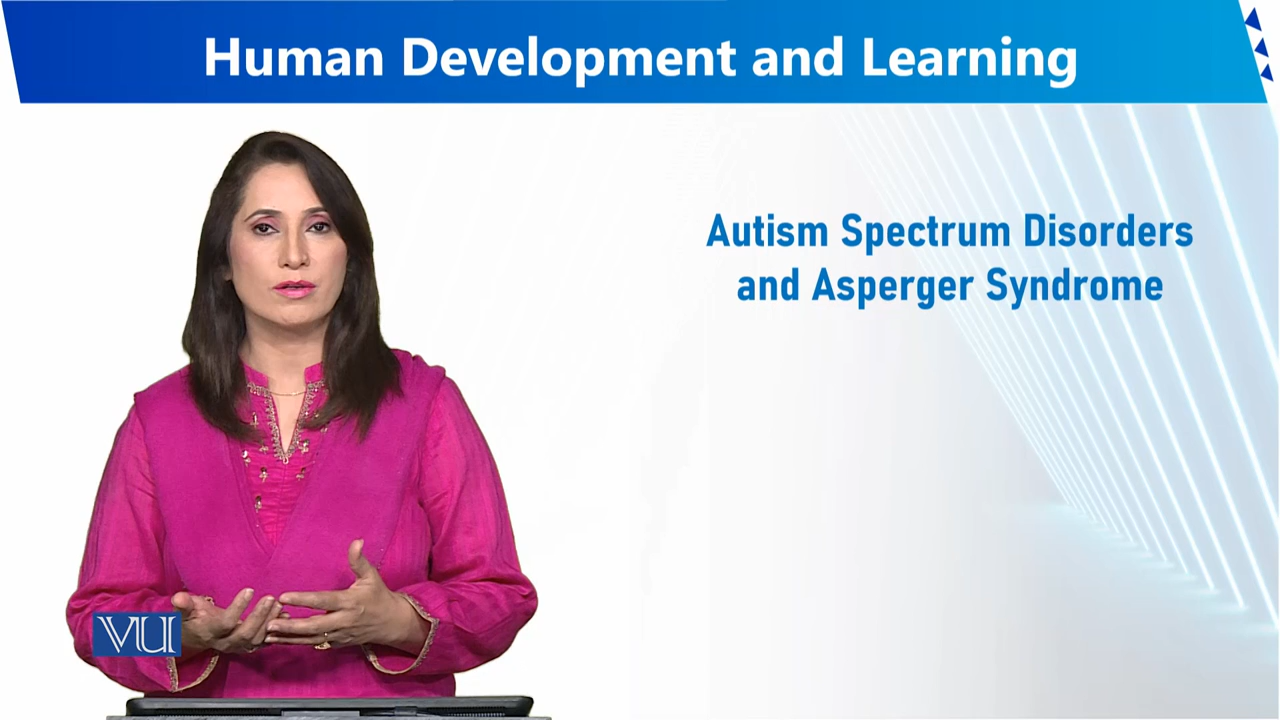 Human Development and Learning
Autism Spectrum Disorders
and Asperger Syndrome
VU